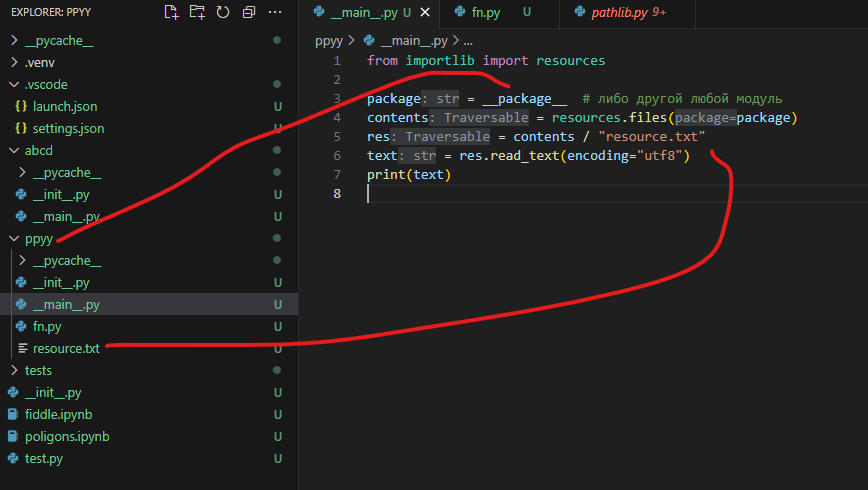 EXPLORER: PPYY
__pycache__
.venv
.vscode
launch.json U
settings.json U
abcd
__pycache__
__init__.py U
__main__.py U
ppyy
__pycache__
__init__.py U
__main__.py U
fn.py U
resource.txt U
tests
__init__.py U
fiddle.ipynb U
poligons.ipynb U
test.py U
__main__.py U
fn.py U
pathlib.py 9+
ppyy > __main__.py > ...
1 from importlib import resources
2
3 package: str = __package__  # либо другой любой модуль
4 contents: Traversable = resources.files(package=package)
5 res: Traversable = contents / "resource.txt"
6 text: str = res.read_text(encoding="utf8")
7 print(text)
8